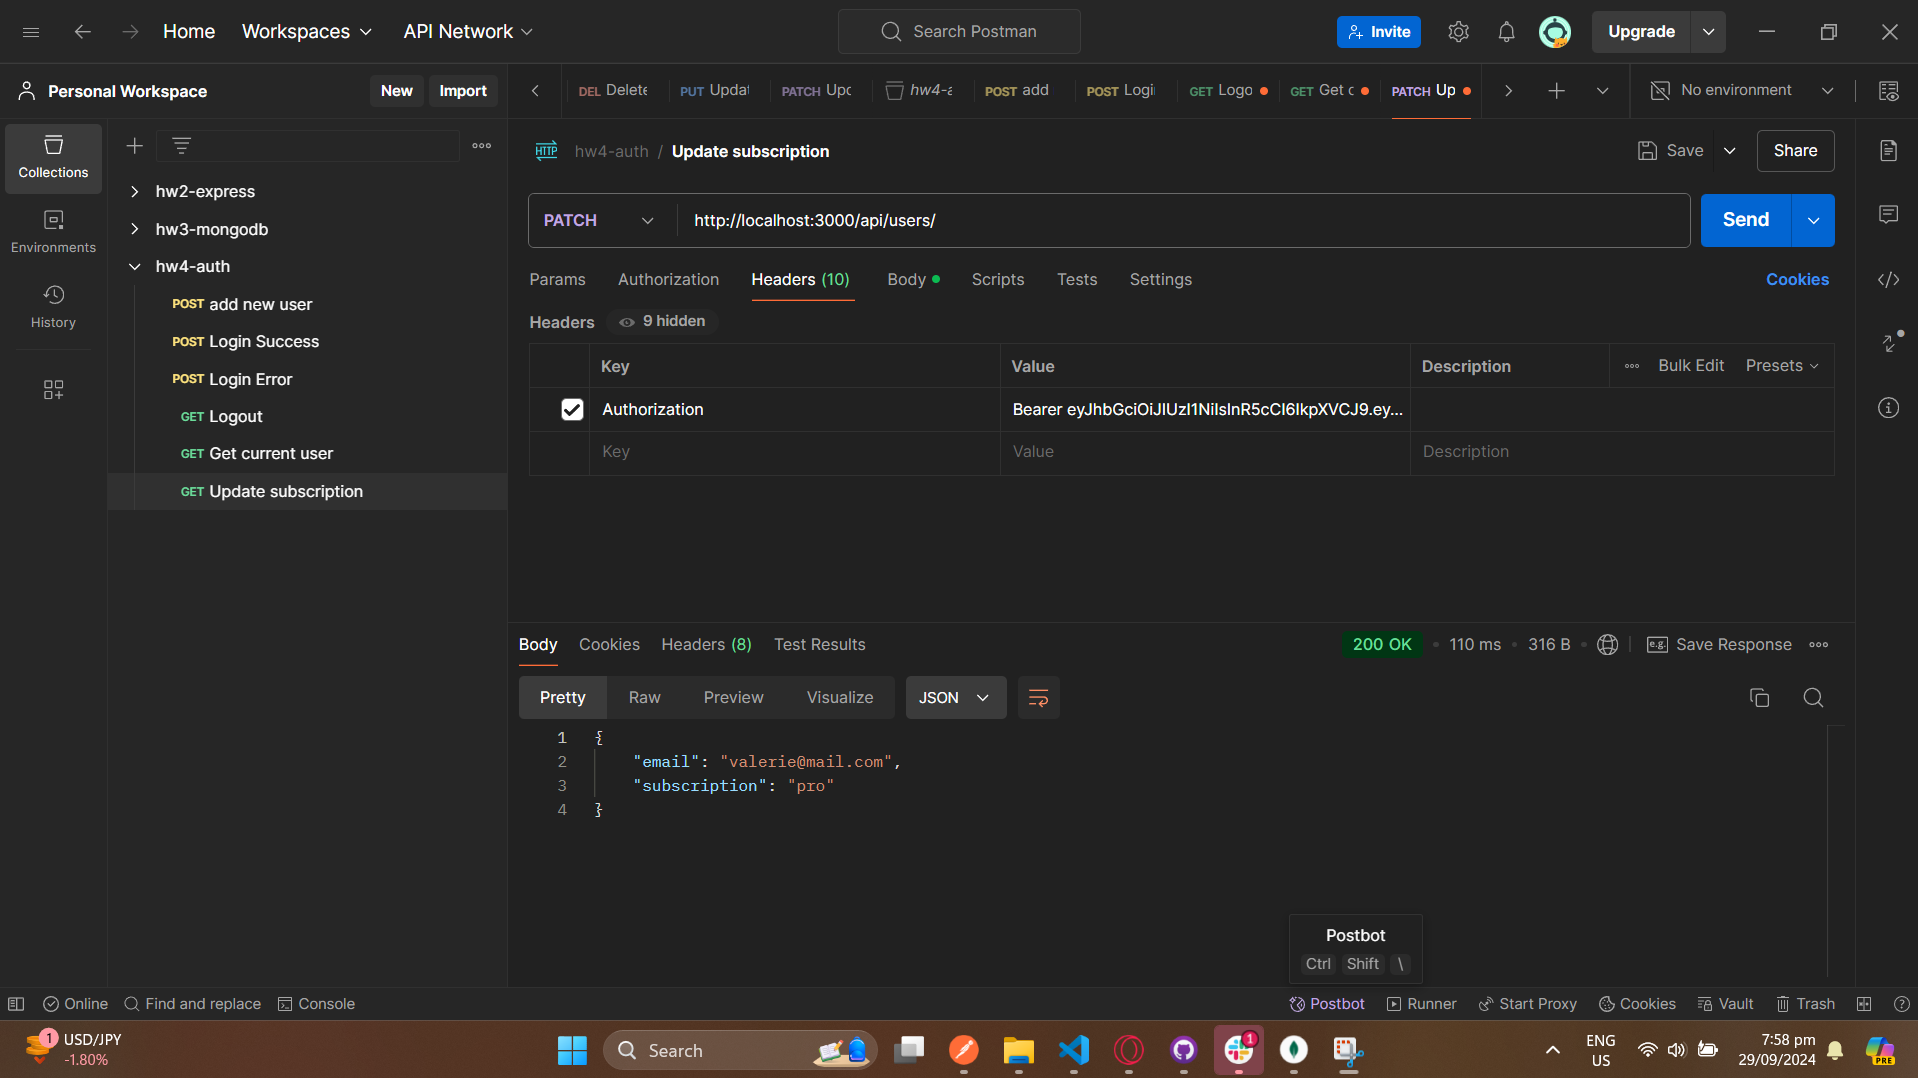 Home
Workspaces
API Network
Search Postman
Invite
Upgrade
Personal Workspace
New
Import
DEL Delete
PUT Updat
PATCH Upd
hw4-a
POST add
POST Logi
GET Logo
GET Get c
PATCH Up
No environment
Collections
Environments
History
hw2-express
hw3-mongodb
hw4-auth
POST add new user
POST Login Success
POST Login Error
GET Logout
GET Get current user
GET Update subscription
HTTP hw4-auth / Update subscription
Save
Share
PATCH
http://localhost:3000/api/users/
Send
Params
Authorization
Headers (10)
Body
Scripts
Tests
Settings
Cookies
Headers
9 hidden
Key
Value
Description
Bulk Edit
Presets
Authorization
Bearer eyJhbGciOiJIUzI1NiIsInR5cCI6IkpXVCJ9.ey...
Key
Value
Description
Body
Cookies
Headers (8)
Test Results
200 OK
110 ms
316 B
e.g. Save Response
Pretty
Raw
Preview
Visualize
JSON
1 {
2 "email": "valerie@mail.com",
3 "subscription": "pro"
4 }
Postbot
Ctrl Shift \
Online
Find and replace
Console
Postbot
Runner
Start Proxy
Cookies
Vault
Trash
1
USD/JPY
-1.80%
Search
1
ENG
US
7:58 pm
29/09/2024
PRE